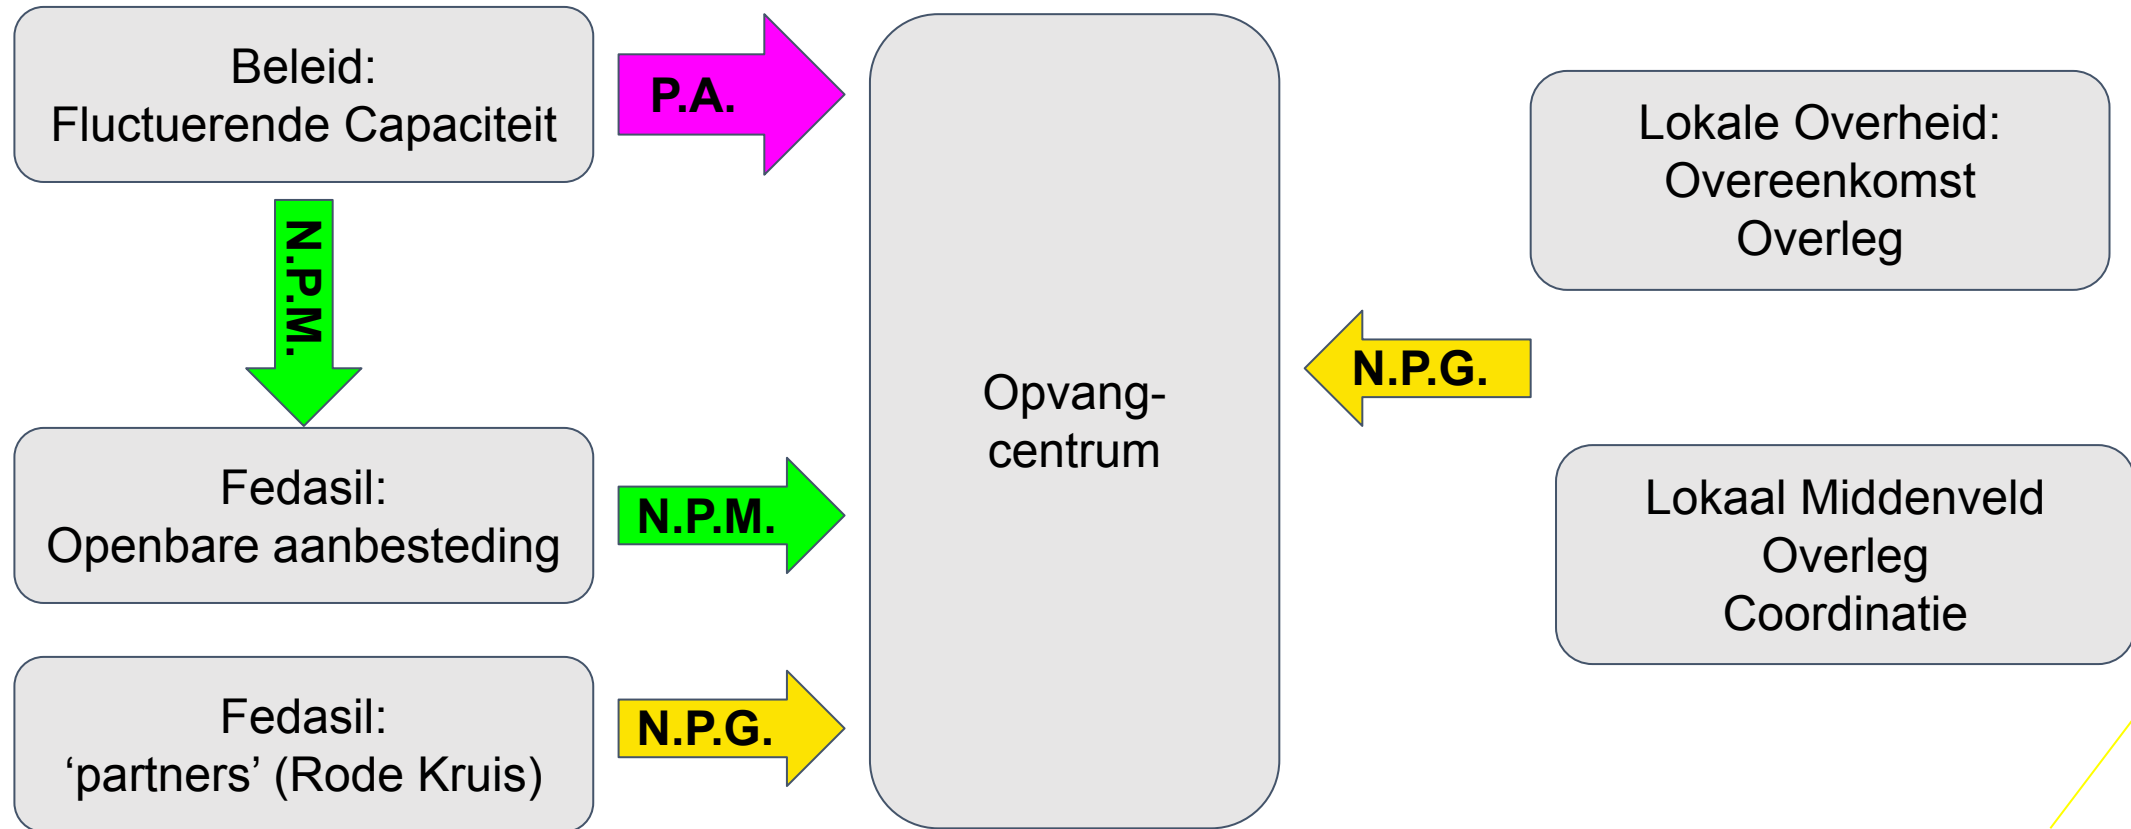 Beleid:
Fluctuerende Capaciteit
P.A.
N.P.M.
Fedasil:
Openbare aanbesteding
N.P.M.
Fedasil:
‘partners’ (Rode Kruis)
N.P.G.
Opvang-
centrum
N.P.G.
Lokale Overheid:
Overeenkomst
Overleg
Lokaal Middenveld
Overleg
Coordinatie